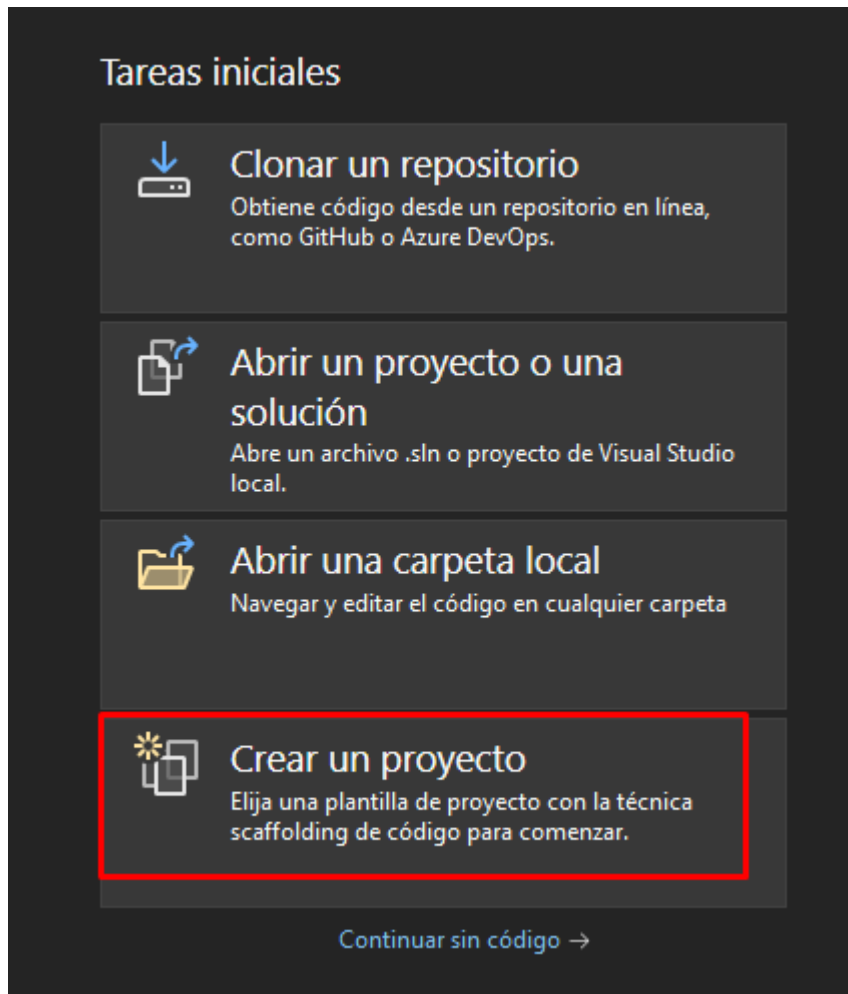 Tareas iniciales
Clonar un repositorio
Obtiene código desde un repositorio en línea,
como GitHub o Azure DevOps.
Abrir un proyecto o una
solución
Abre un archivo .sln o proyecto de Visual Studio
local.
Abrir una carpeta local
Navegar y editar el código en cualquier carpeta
Crear un proyecto
Elija una plantilla de proyecto con la técnica
scaffolding de código para comenzar.
Continuar sin código →